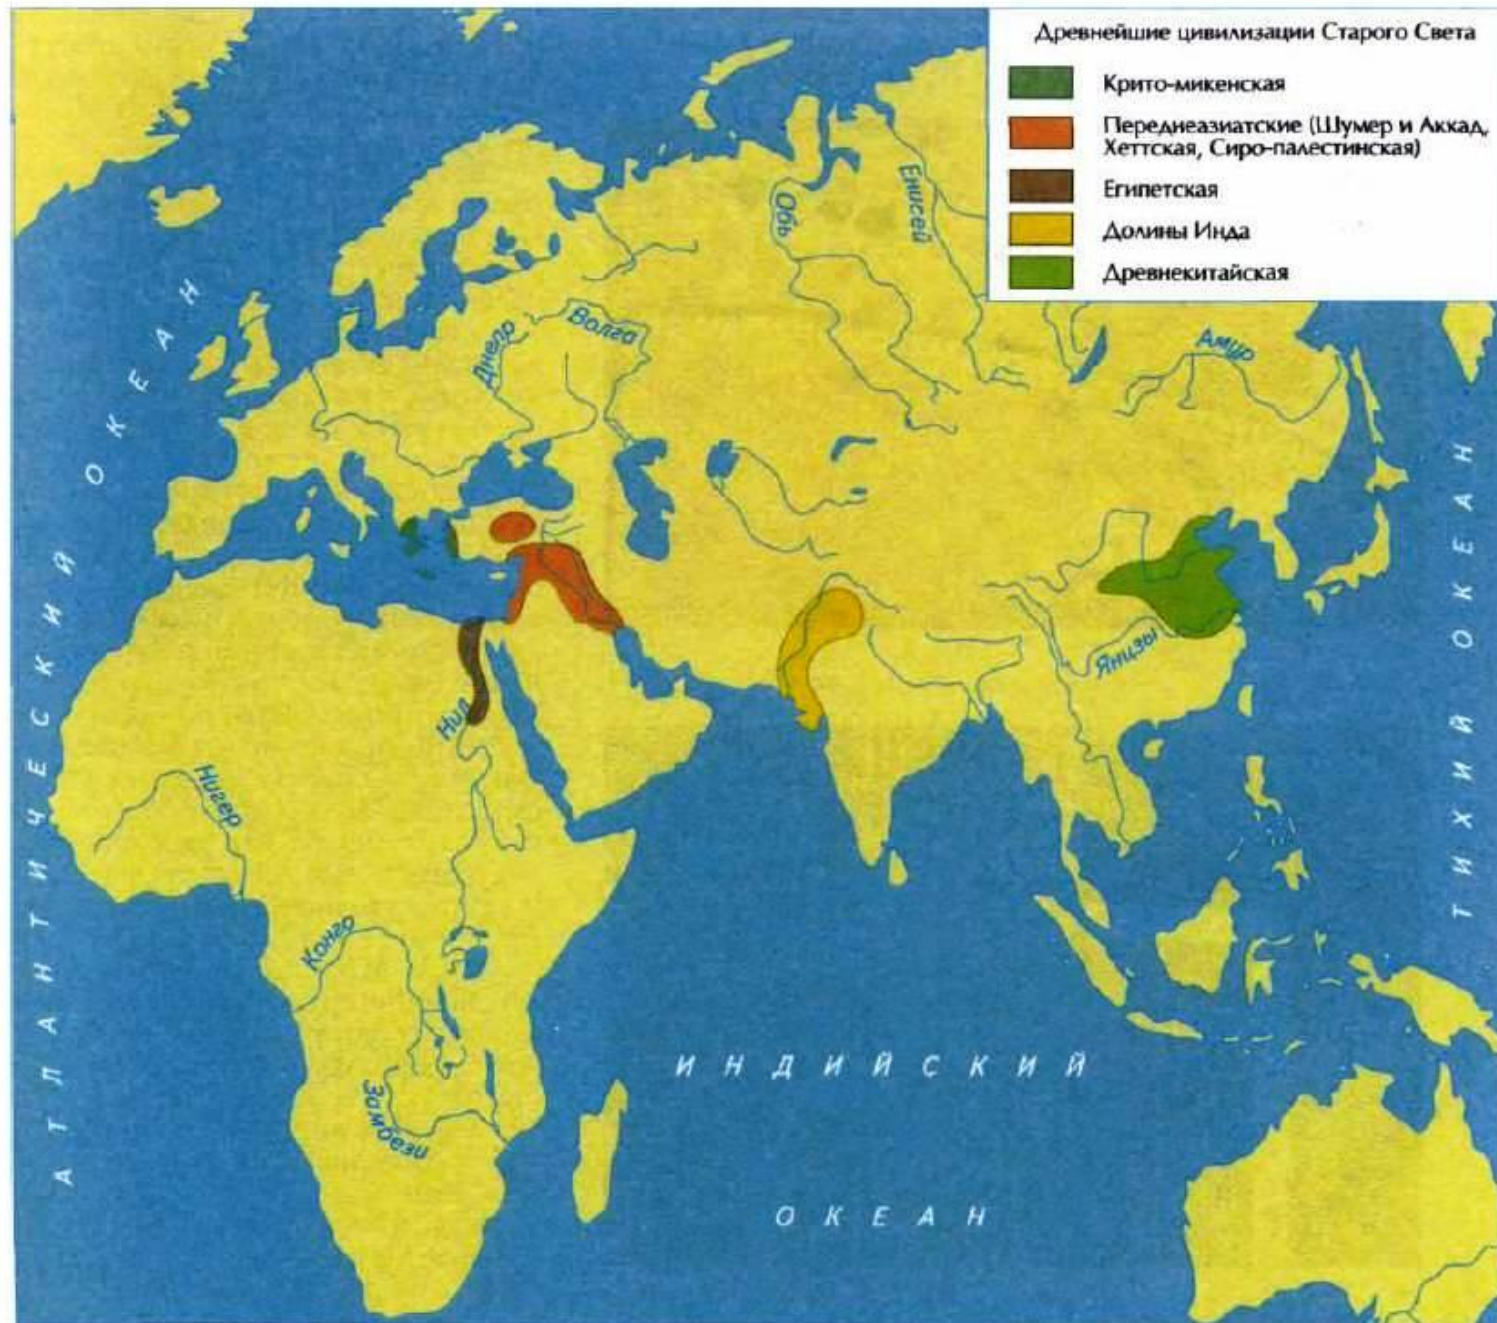 Древнейшие цивилизации Старого Света
Крито-микенская
Переднеазиатские (Шумер и Аккад,
Хеттская, Сиро-палестинская)
Египетская
Долины Инда
Древнекитайская
Енисей
Обь
Волга
Днепр
Амур
Янцзы
Нил
Нигер
Конго
Замбези
АТЛАНТИЧЕСКИЙ ОКЕАН
ТИХИЙ ОКЕАН
ИНДИЙСКИЙ
ОКЕАН